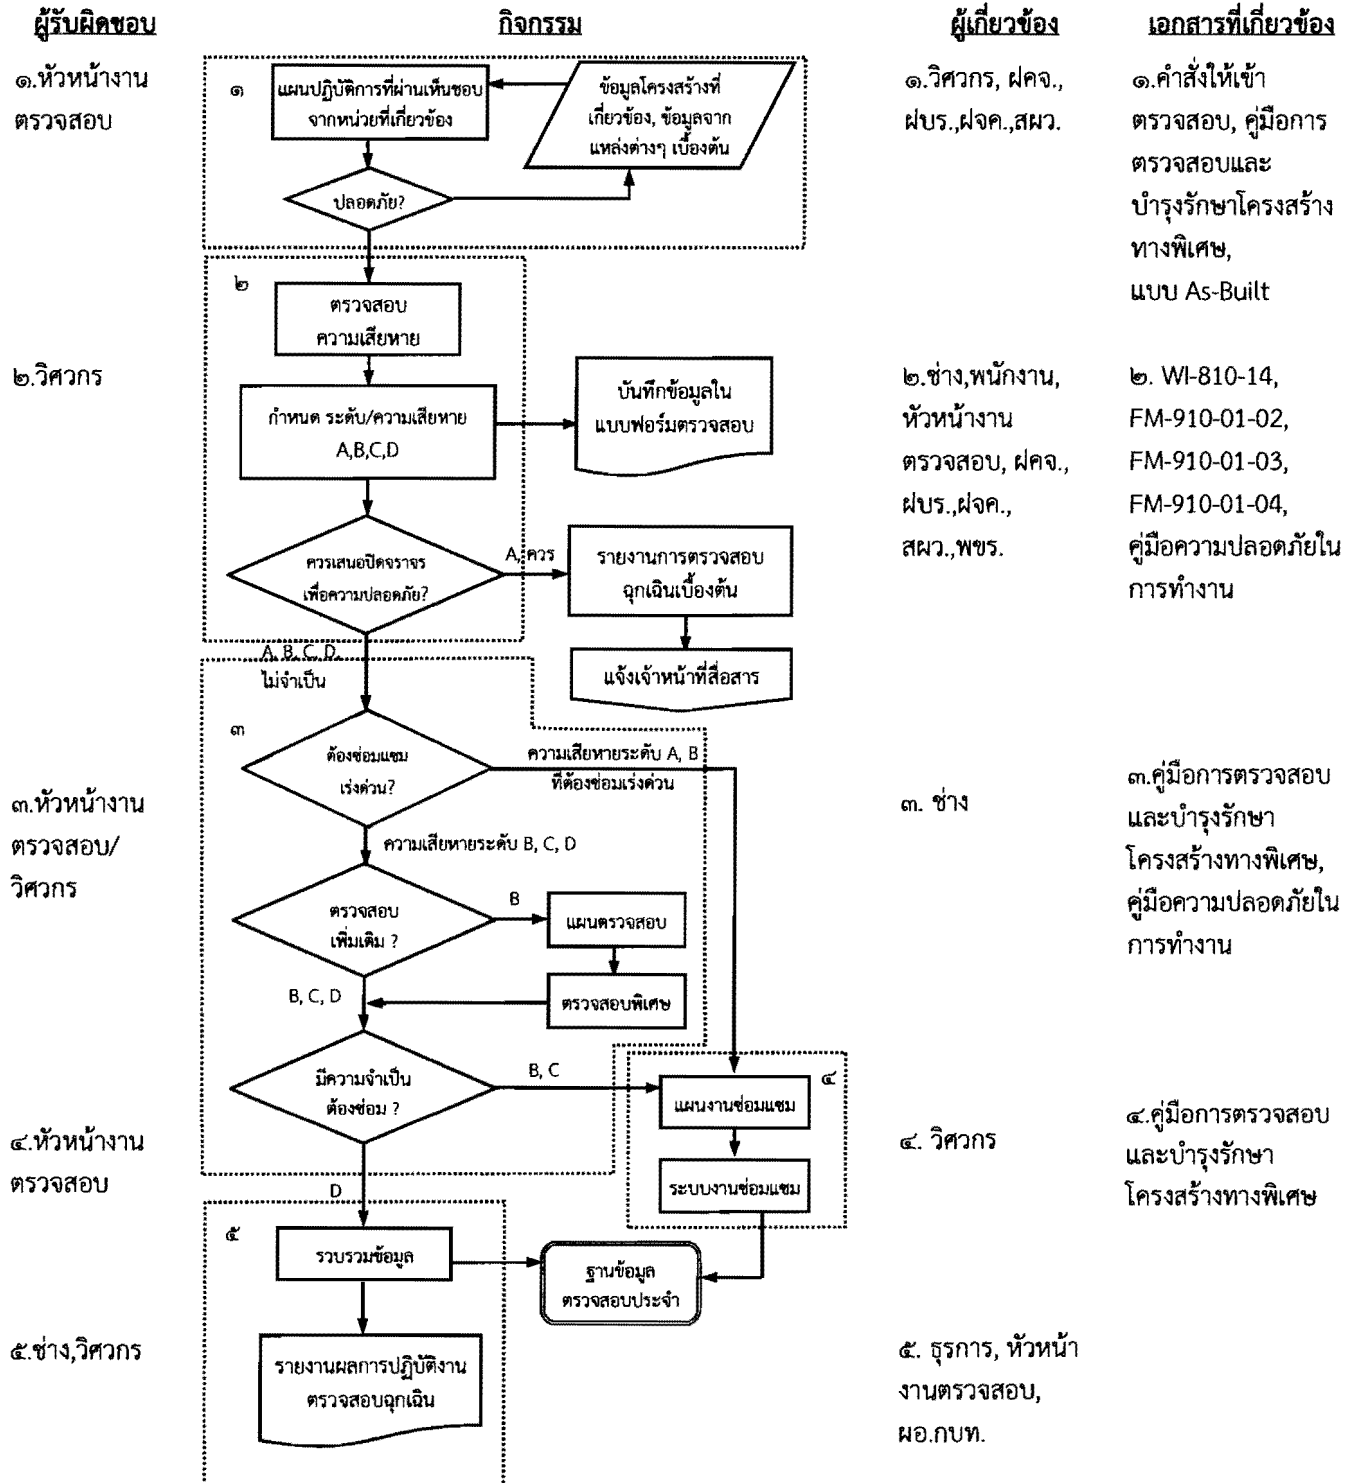 ผู้รับผิดชอบ
กิจกรรม
ผู้เกี่ยวข้อง
เอกสารที่เกี่ยวข้อง
๑.หัวหน้างาน
ตรวจสอบ
๑
แผนปฏิบัติการที่ผ่านเห็นชอบ
จากหน่วยที่เกี่ยวข้อง
ข้อมูลโครงสร้างที่
เกี่ยวข้อง, ข้อมูลจาก
แหล่งต่างๆ เบื้องต้น
ปลอดภัย?
๑.วิศวกร, ฝคจ.,
ฝบร.,ฝจค.,สผว.
๑.คำสั่งให้เข้า
ตรวจสอบ, คู่มือการ
ตรวจสอบและ
บำรุงรักษาโครงสร้าง
ทางพิเศษ,
แบบ As-Built
๒.วิศวกร
๒
ตรวจสอบ
ความเสียหาย
กำหนด ระดับ/ความเสียหาย
A,B,C,D
บันทึกข้อมูลใน
แบบฟอร์มตรวจสอบ
ควรเสนอปิดจราจร
เพื่อความปลอดภัย?
A, ควร
รายงานการตรวจสอบ
ฉุกเฉินเบื้องต้น
แจ้งเจ้าหน้าที่สื่อสาร
A, B, C, D,
ไม่จำเป็น
๒.ช่าง,พนักงาน,
หัวหน้างาน
ตรวจสอบ, ฝคจ.,
ฝบร.,ฝจค.,
สผว.,พขร.
๒. WI-810-14,
FM-910-01-02,
FM-910-01-03,
FM-910-01-04,
คู่มือความปลอดภัยใน
การทำงาน
๓.หัวหน้างาน
ตรวจสอบ/
วิศวกร
๓
ต้องซ่อมแซม
เร่งด่วน?
ความเสียหายระดับ A, B
ที่ต้องซ่อมเร่งด่วน
ความเสียหายระดับ B, C, D
ตรวจสอบ
เพิ่มเติม ?
B
แผนตรวจสอบ
ตรวจสอบพิเศษ
B, C, D
มีความจำเป็น
ต้องซ่อม ?
B, C
๓. ช่าง
๓.คู่มือการตรวจสอบ
และบำรุงรักษา
โครงสร้างทางพิเศษ,
คู่มือความปลอดภัยใน
การทำงาน
๔.หัวหน้างาน
ตรวจสอบ
๔
แผนงานซ่อมแซม
ระบบงานซ่อมแซม
๔. วิศวกร
๔.คู่มือการตรวจสอบ
และบำรุงรักษา
โครงสร้างทางพิเศษ
D
๕.ช่าง,วิศวกร
๕
รวบรวมข้อมูล
ฐานข้อมูล
ตรวจสอบประจำ
รายงานผลการปฏิบัติงาน
ตรวจสอบฉุกเฉิน
๕. ธุรการ, หัวหน้า
งานตรวจสอบ,
ผอ.กบท.